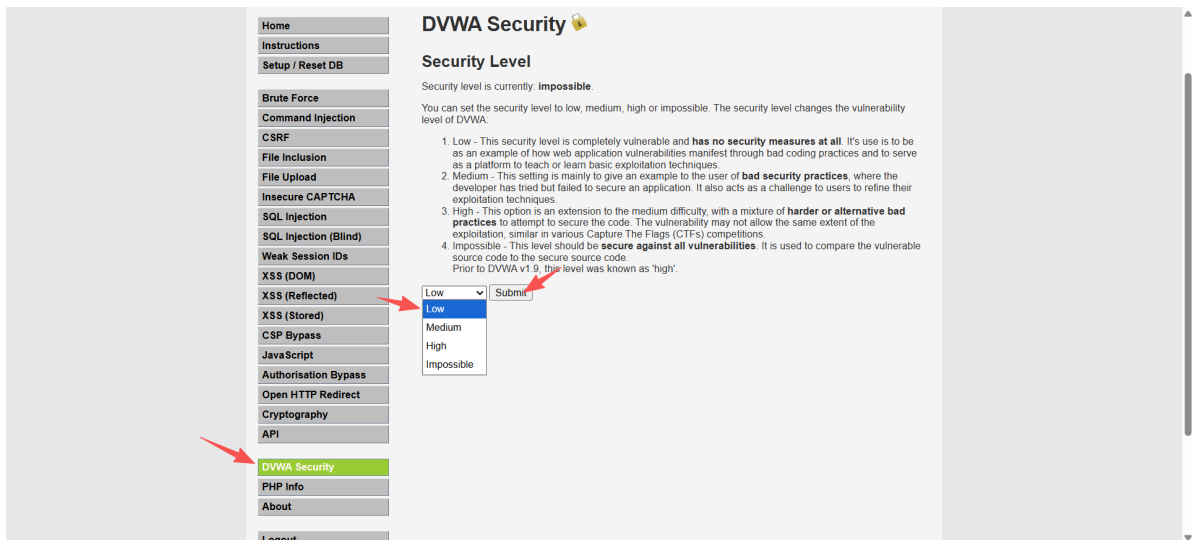 Home
Instructions
Setup / Reset DB
Brute Force
Command Injection
CSRF
File Inclusion
File Upload
Insecure CAPTCHA
SQL Injection
SQL Injection (Blind)
Weak Session IDs
XSS (DOM)
XSS (Reflected)
XSS (Stored)
CSP Bypass
JavaScript
Authorisation Bypass
Open HTTP Redirect
Cryptography
API
DVWA Security
PHP Info
About
Logout
DVWA Security
Security Level
Security level is currently: impossible.
You can set the security level to low, medium, high or impossible. The security level changes the vulnerability
level of DVWA:
1. Low - This security level is completely vulnerable and has no security measures at all. It's use is to be
as an example of how web application vulnerabilities manifest through bad coding practices and to serve
as a platform to teach or learn basic exploitation techniques.
2. Medium - This setting is mainly to give an example to the user of bad security practices, where the
developer has tried but failed to secure an application. It also acts as a challenge to users to refine their
exploitation techniques.
3. High - This option is an extension to the medium difficulty, with a mixture of harder or alternative bad
practices to attempt to secure the code. The vulnerability may not allow the same extent of the
exploitation, similar in various Capture The Flags (CTFs) competitions.
4. Impossible - This level should be secure against all vulnerabilities. It is used to compare the vulnerable
source code to the secure source code.
Prior to DVWA v1.9, this level was known as 'high'.
Low
Submit
Low
Medium
High
Impossible